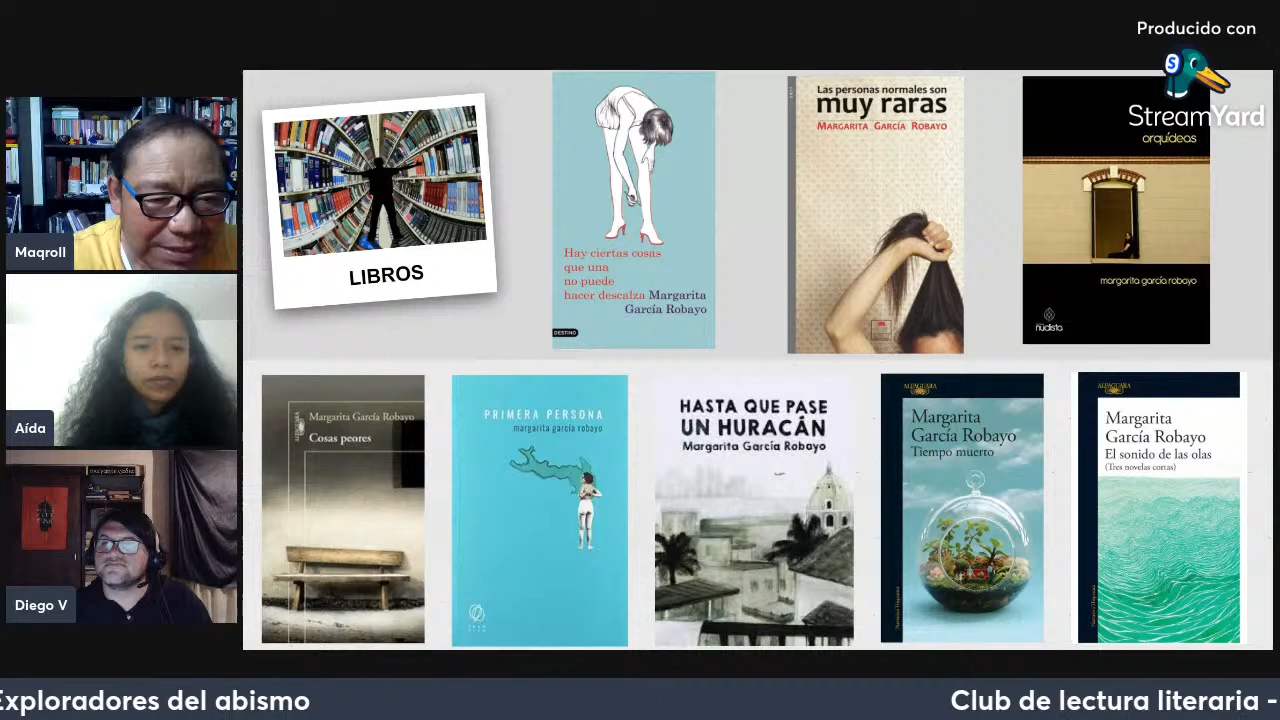 Producido con
StreamYard
Maqroll
Aída
Diego V
LIBROS
Hay ciertas cosas
que una
no puede
hacer descalza Margarita
García Robayo
DESTINO
Las personas normales son
muy raras
MARGARITA GARCÍA ROBAYO
orquídeas
margarita garcía robayo
nudista
ALFAGUARA
Margarita García Robayo
Cosas peores
PRIMERA PERSONA
margarita garcía robayo
HASTA QUE PASE
UN HURACÁN
Margarita García Robayo
ALFAGUARA
Margarita
García Robayo
Tiempo muerto
ALFAGUARA
Margarita
García Robayo
El sonido de las olas
(Tres novelas cortas)
Exploradores del abismo
Club de lectura literaria -